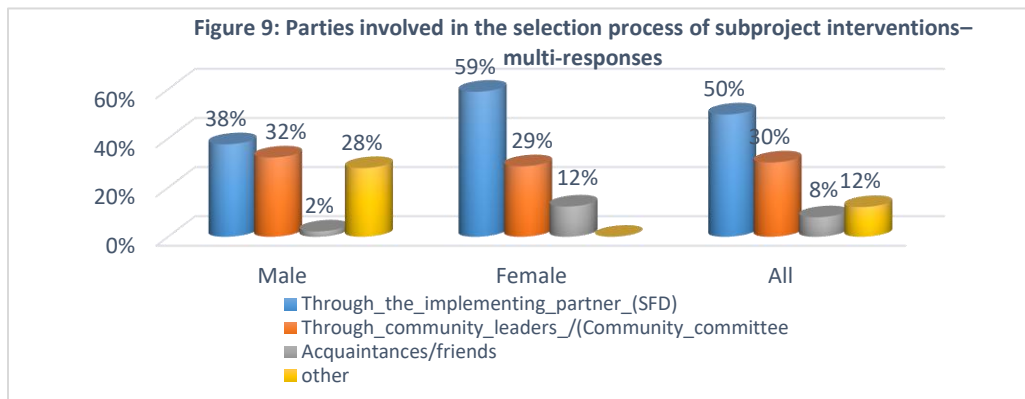 Figure 9: Parties involved in the selection process of subproject interventions–
multi-responses
60%
40%
20%
0%
38%
32%
2%
28%
59%
29%
12%
50%
30%
8%
12%
Male
Female
All
Through_the_implementing_partner_(SFD)
Through_community_leaders_/(Community_committee
Acquaintances/friends
other